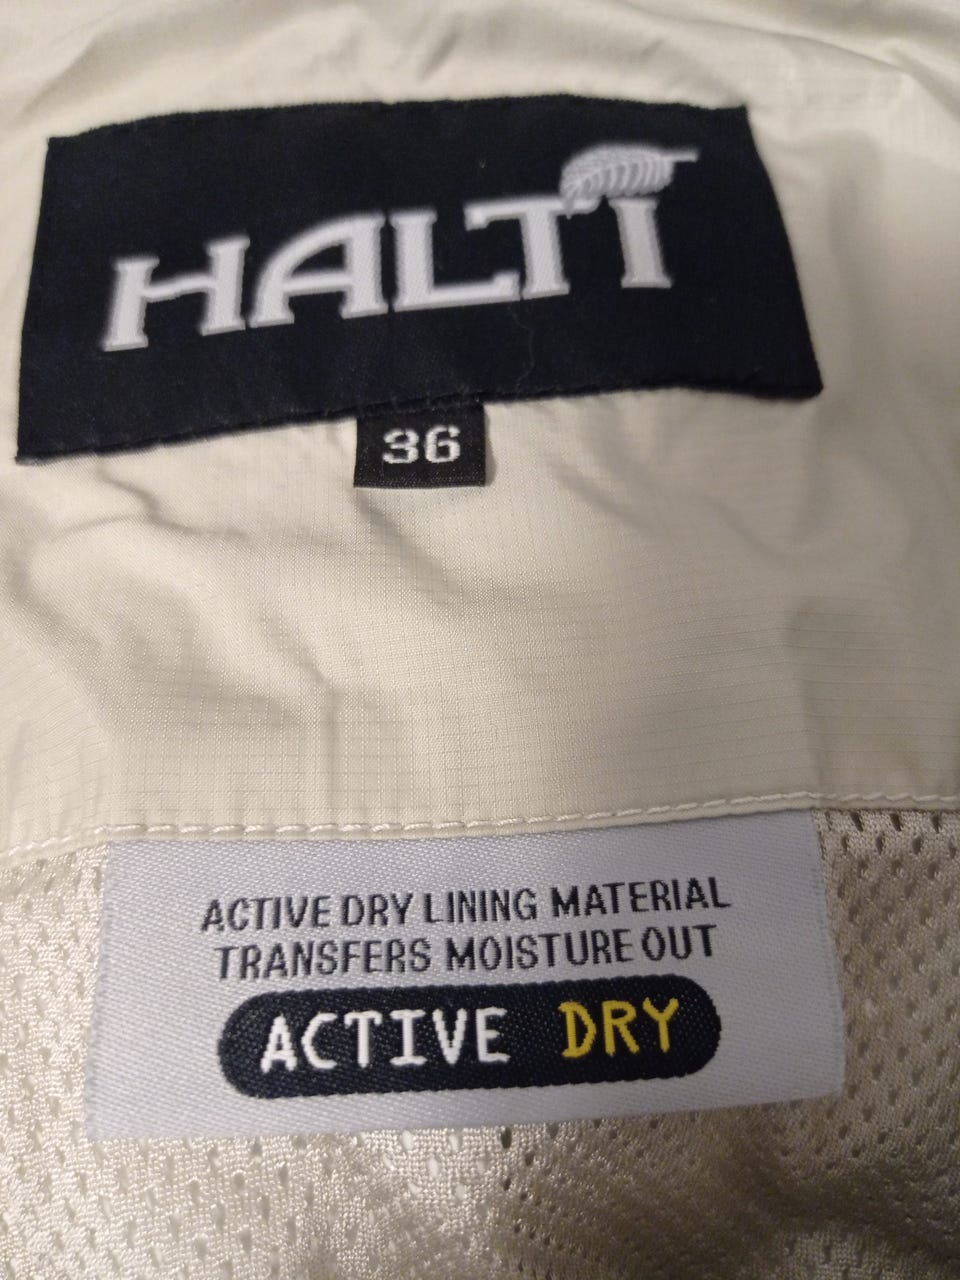 HALTI
36
ACTIVE DRY LINING MATERIAL
TRANSFERS MOISTURE OUT
ACTIVE DRY